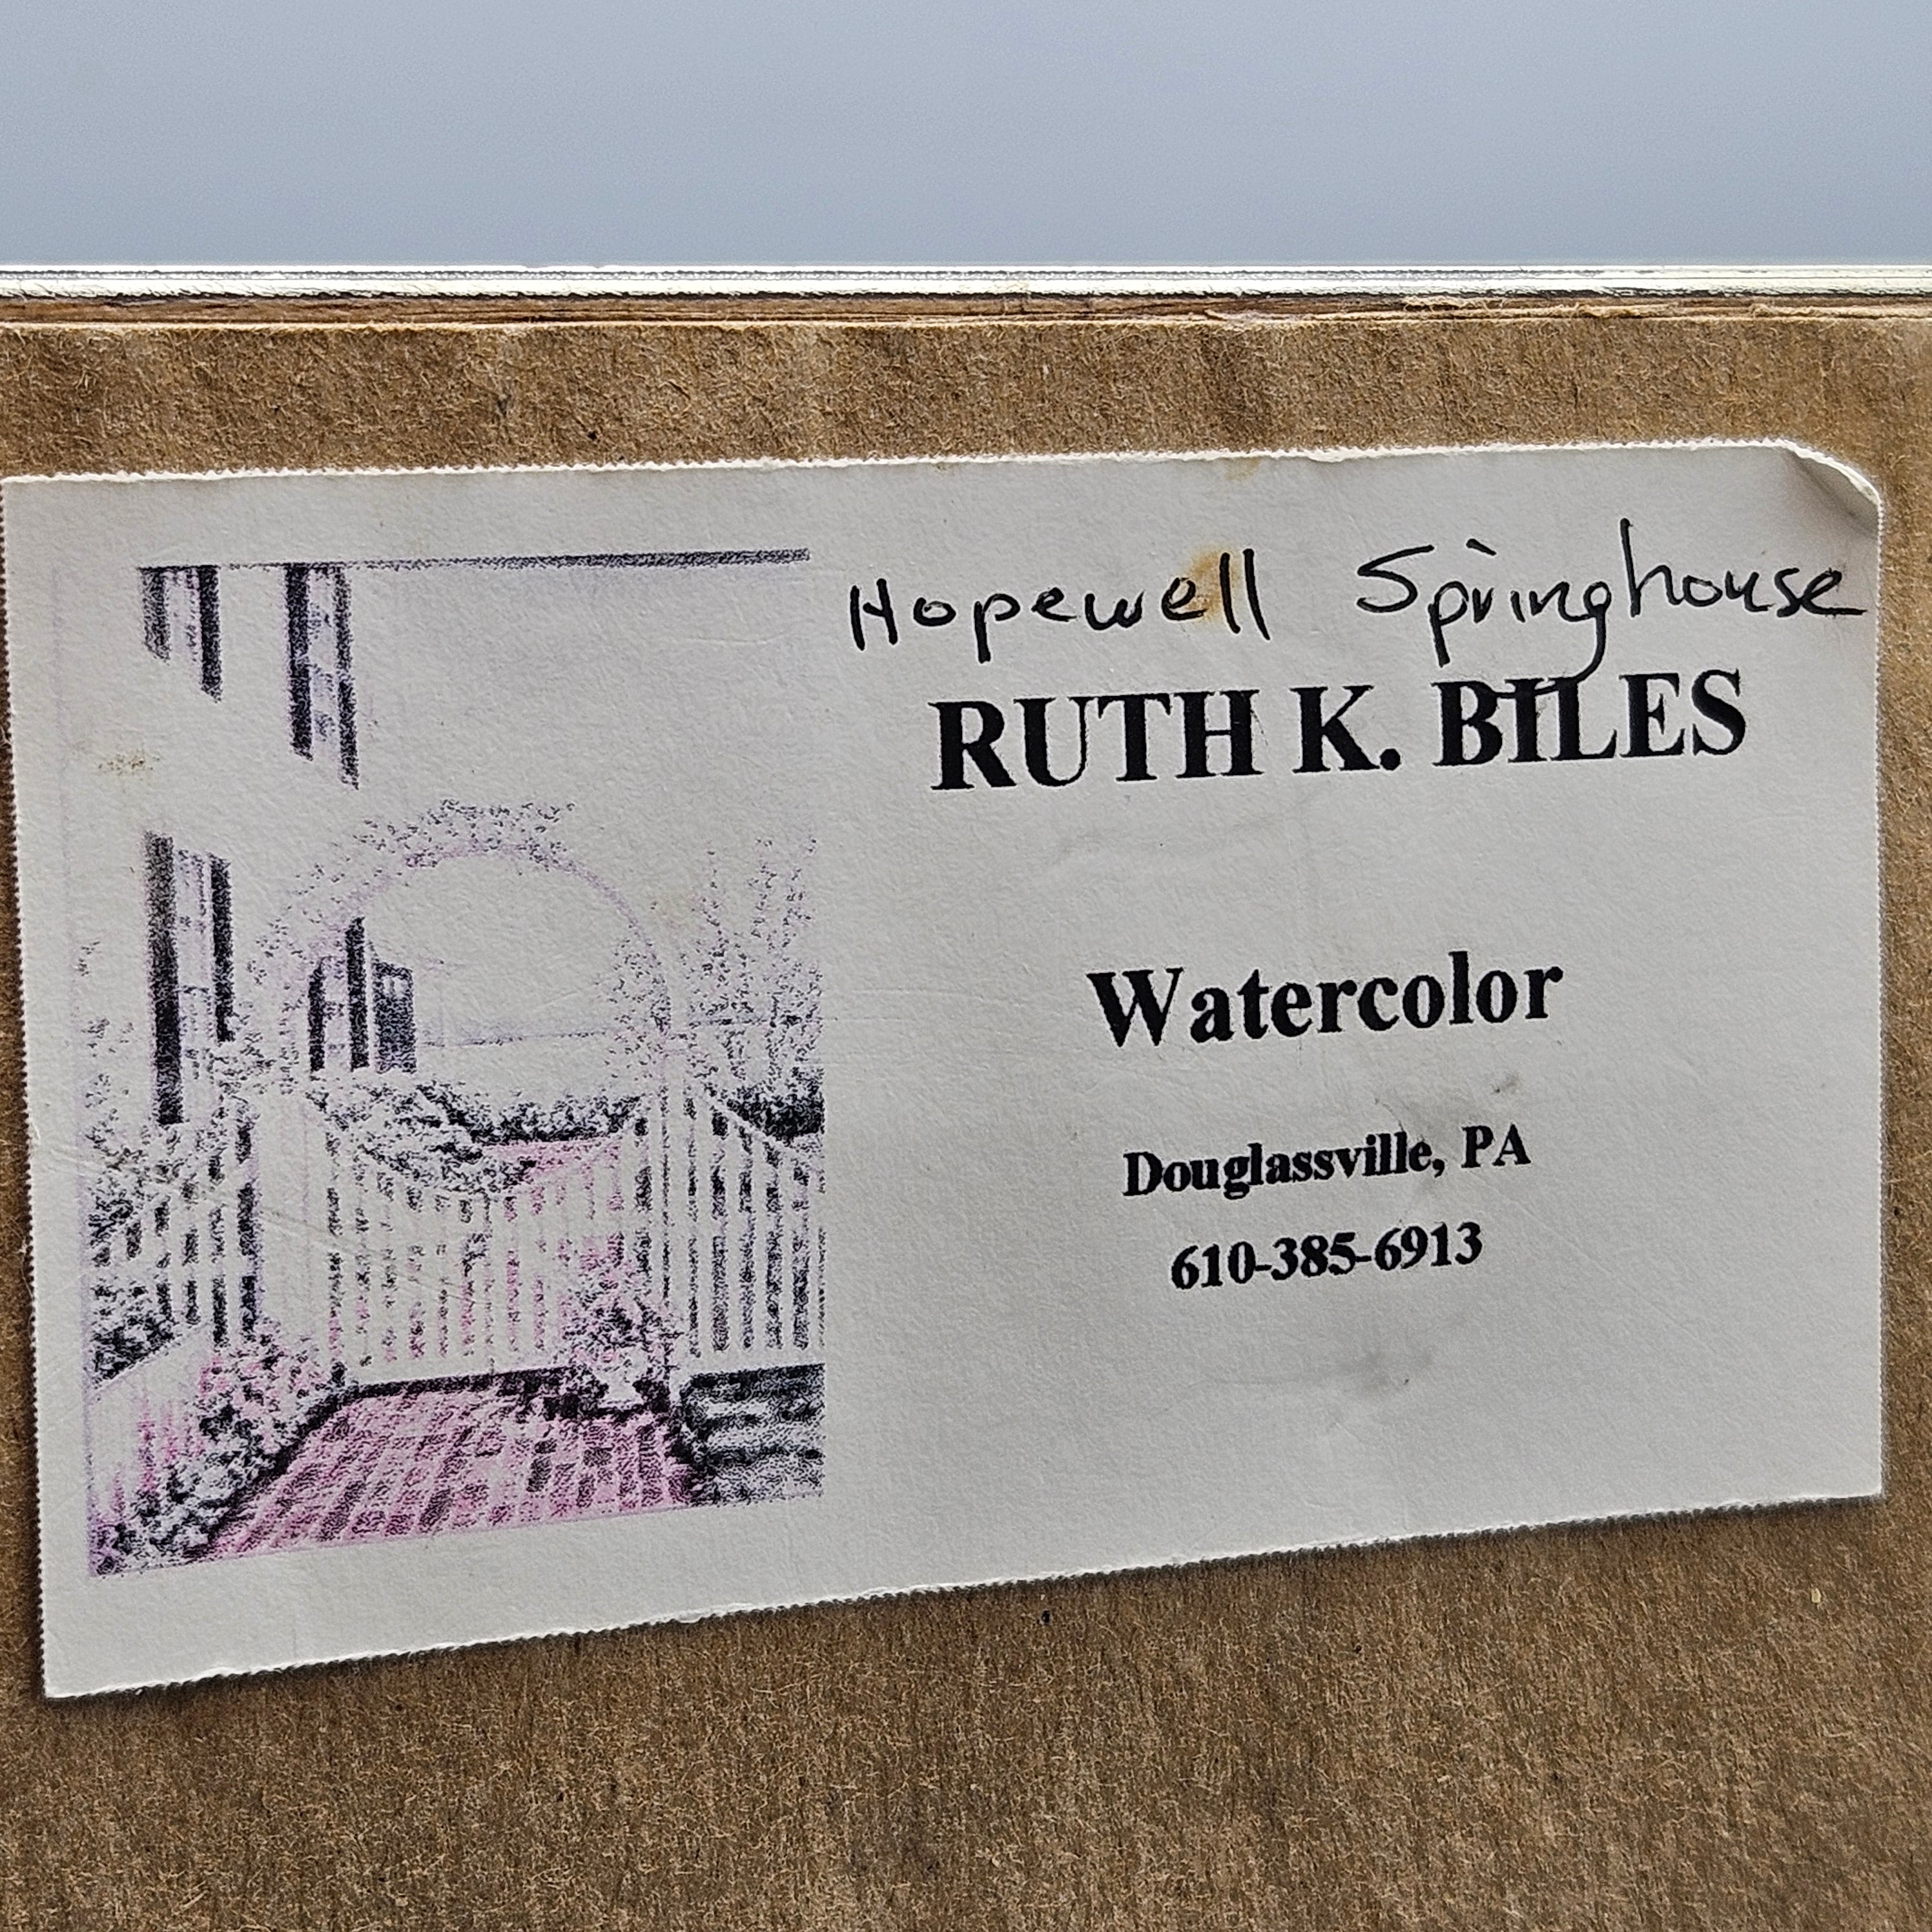 Hopewell Springhouse
RUTH K. BILES
Watercolor
Douglassville, PA
610-385-6913